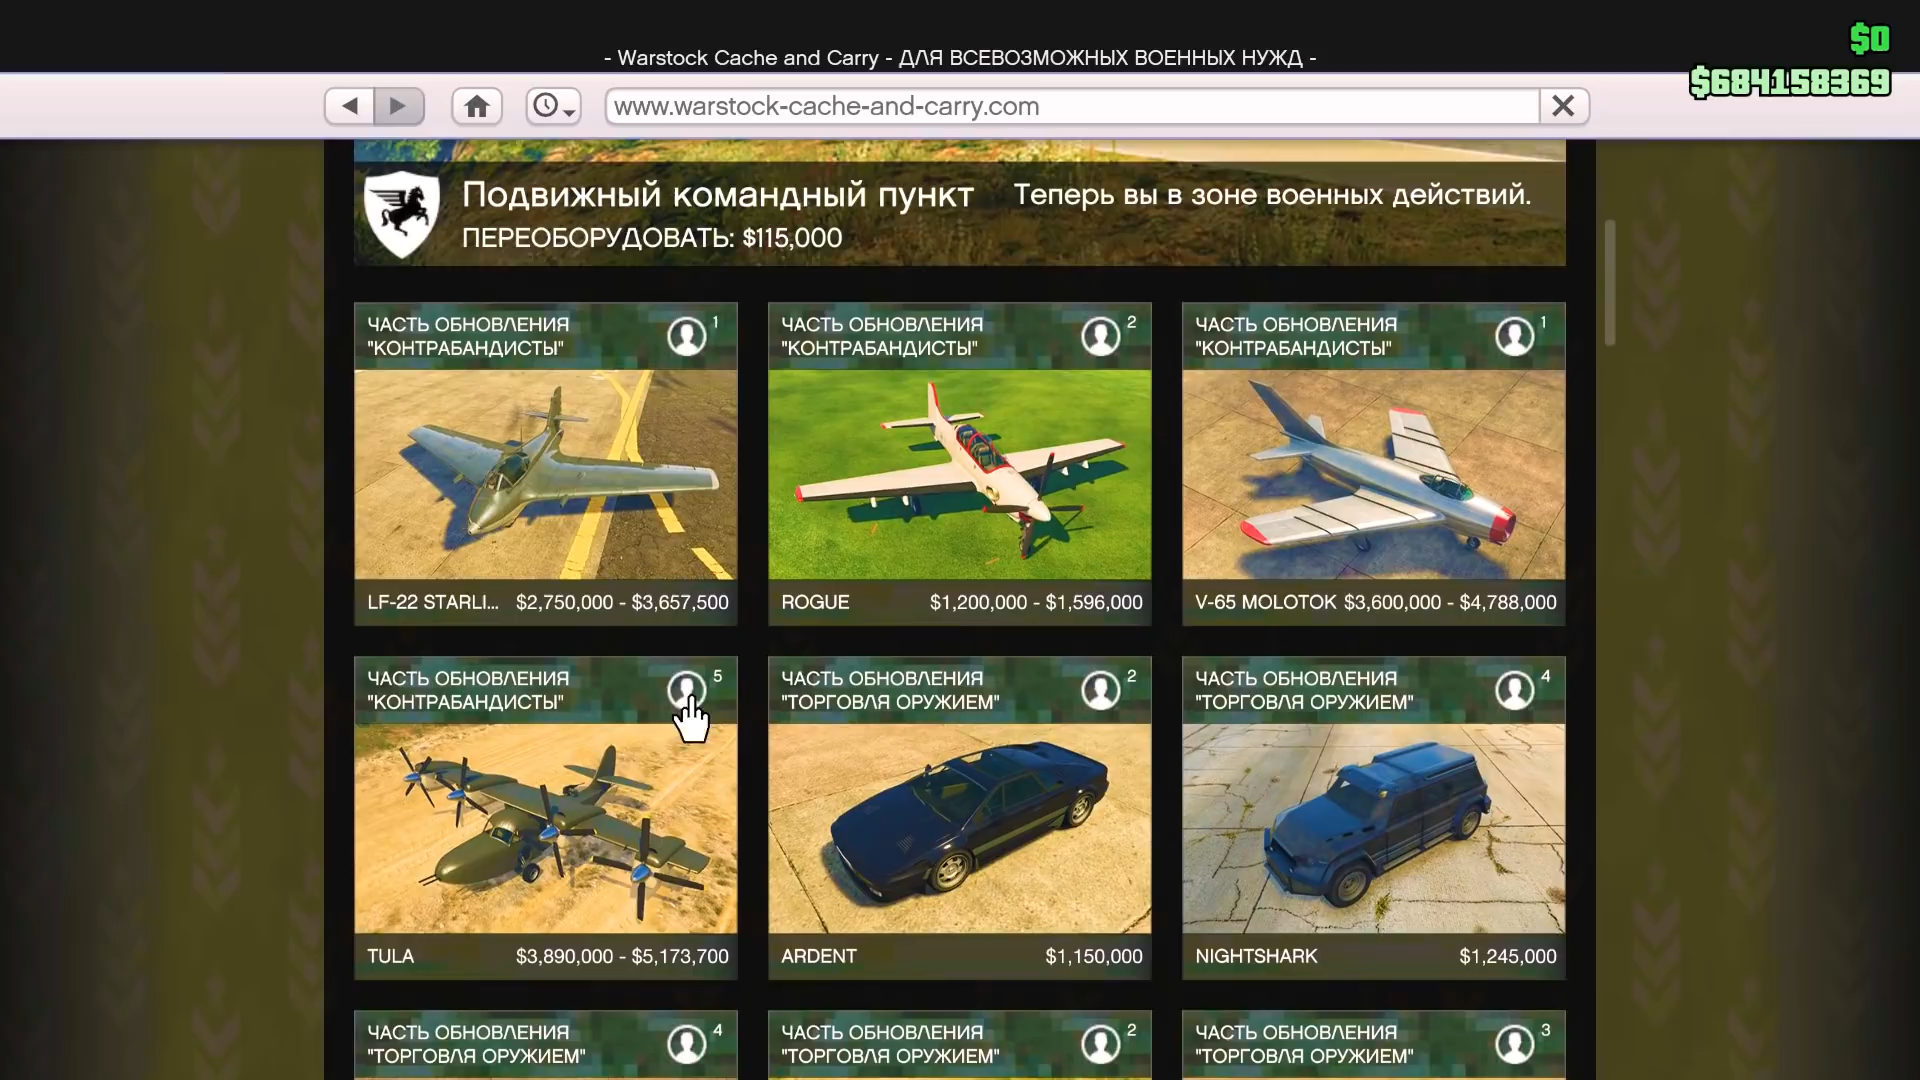 $0
- Warstock Cache and Carry - ДЛЯ ВСЕВОЗМОЖНЫХ ВОЕННЫХ НУЖД -
$684158369
www.warstock-cache-and-carry.com
Подвижный командный пункт
Теперь вы в зоне военных действий.
ПЕРЕОБОРУДОВАТЬ: $115,000
ЧАСТЬ ОБНОВЛЕНИЯ
"КОНТРАБАНДИСТЫ"
1
ЧАСТЬ ОБНОВЛЕНИЯ
"КОНТРАБАНДИСТЫ"
2
ЧАСТЬ ОБНОВЛЕНИЯ
"КОНТРАБАНДИСТЫ"
1
LF-22 STARLI... $2,750,000 - $3,657,500
ROGUE $1,200,000 - $1,596,000
V-65 MOLOTOK $3,600,000 - $4,788,000
ЧАСТЬ ОБНОВЛЕНИЯ
"КОНТРАБАНДИСТЫ"
5
ЧАСТЬ ОБНОВЛЕНИЯ
"ТОРГОВЛЯ ОРУЖИЕМ"
2
ЧАСТЬ ОБНОВЛЕНИЯ
"ТОРГОВЛЯ ОРУЖИЕМ"
4
TULA $3,890,000 - $5,173,700
ARDENT $1,150,000
NIGHTSHARK $1,245,000
ЧАСТЬ ОБНОВЛЕНИЯ
"ТОРГОВЛЯ ОРУЖИЕМ"
4
ЧАСТЬ ОБНОВЛЕНИЯ
"ТОРГОВЛЯ ОРУЖИЕМ"
2
ЧАСТЬ ОБНОВЛЕНИЯ
"ТОРГОВЛЯ ОРУЖИЕМ"
3